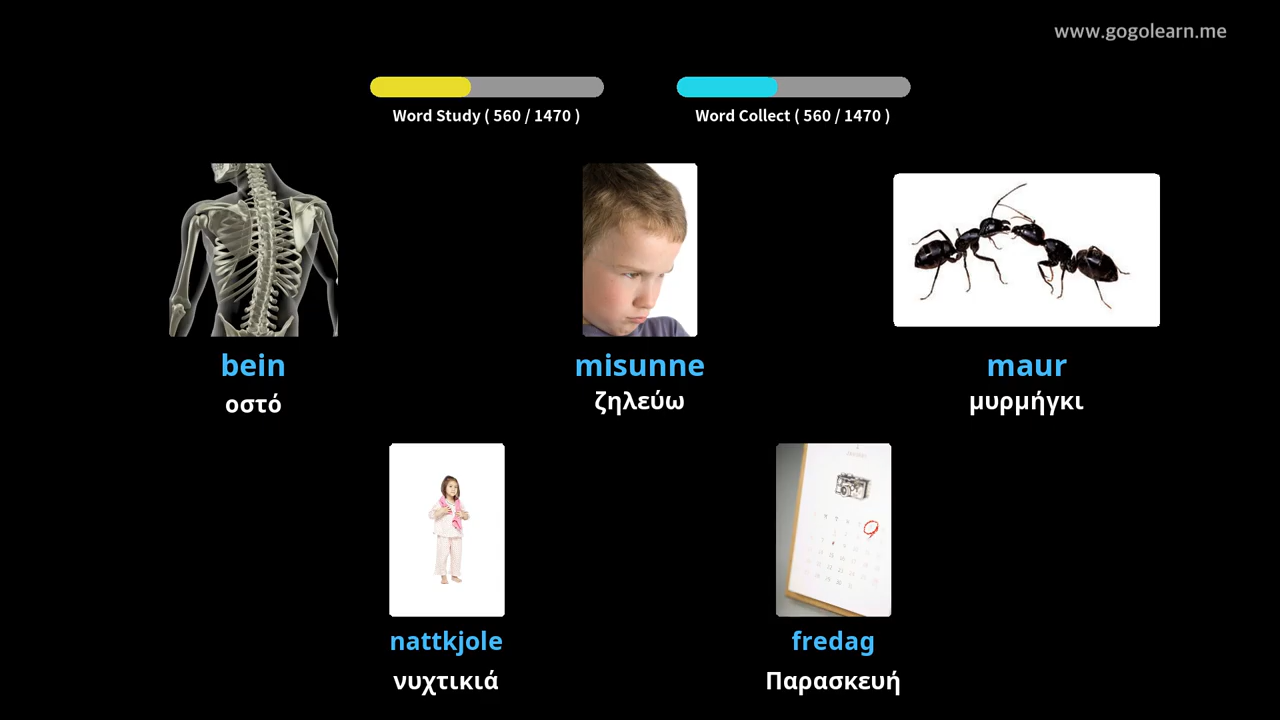 www.gogolearn.me
Word Study ( 560 / 1470 )
Word Collect ( 560 / 1470 )
bein
οστό
misunne
ζηλεύω
maur
μυρμήγκι
nattkjole
νυχτικιά
fredag
Παρασκευή